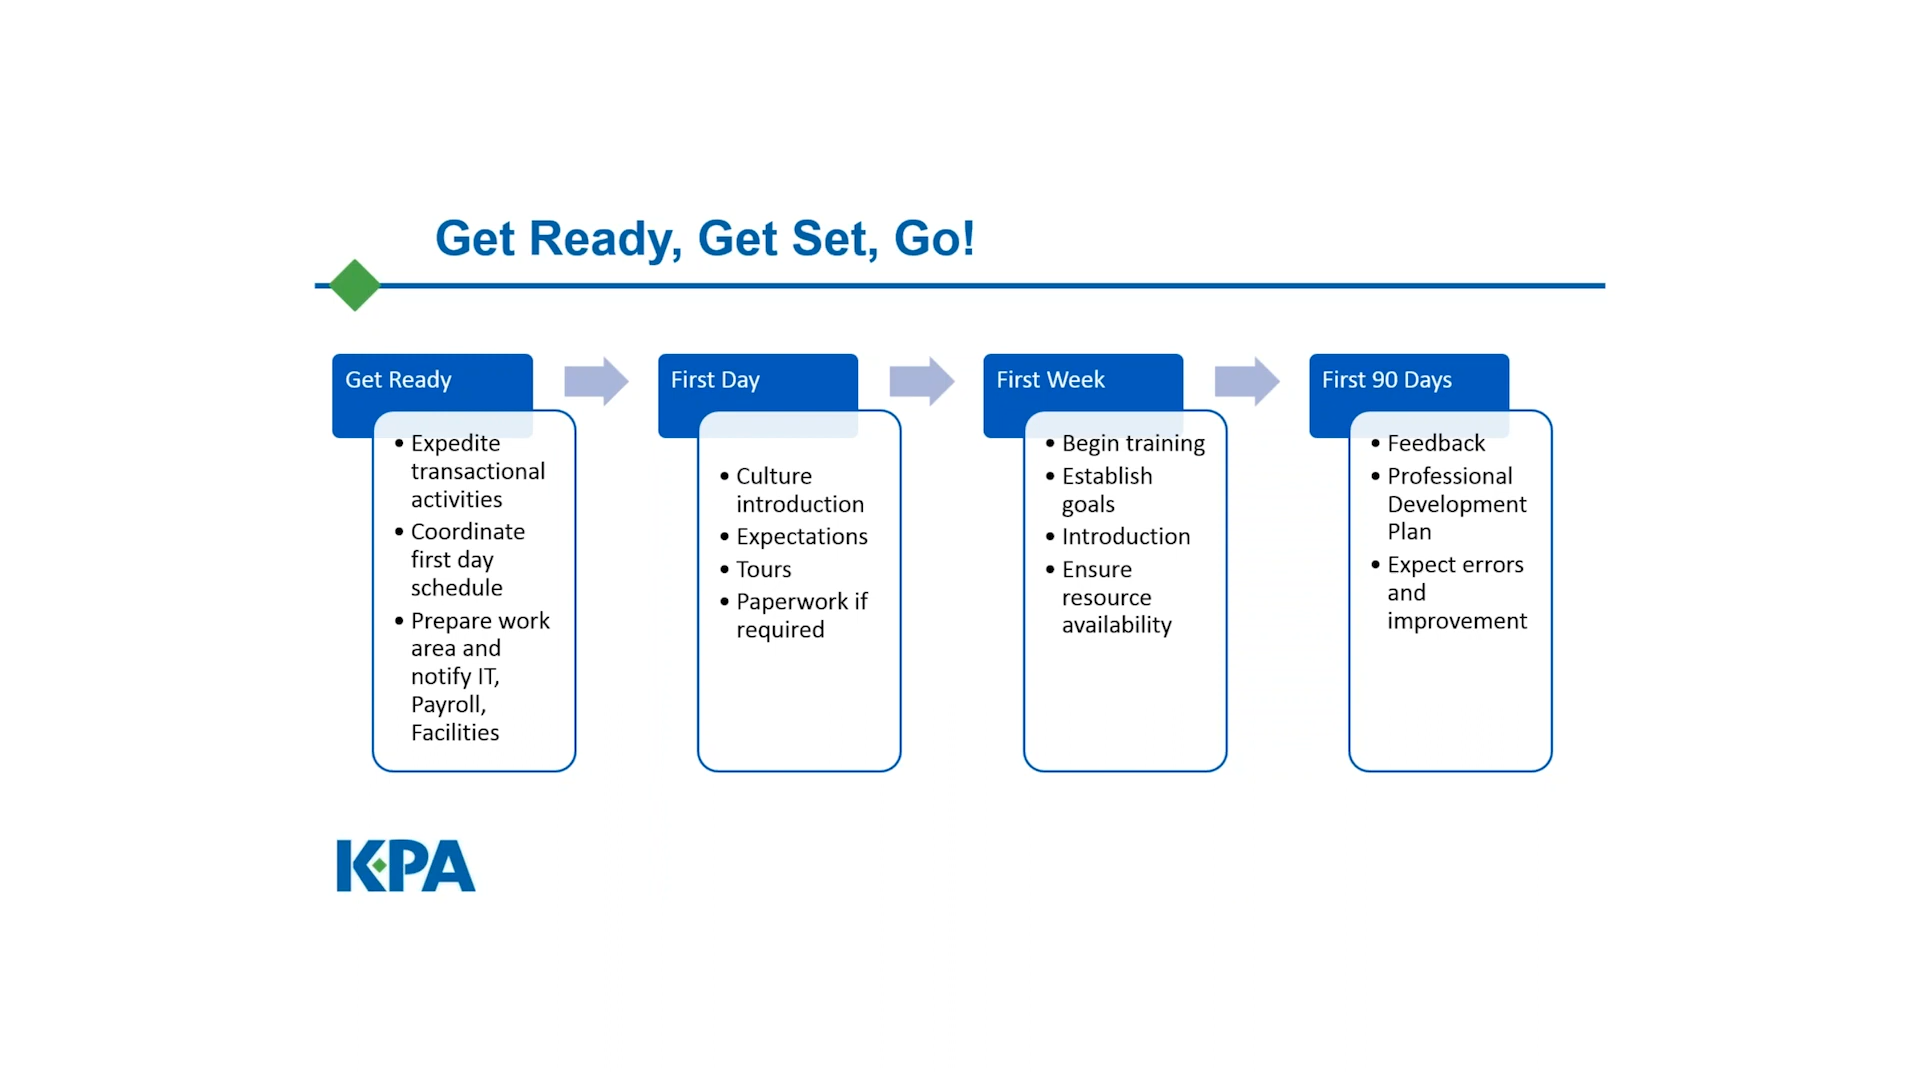 Get Ready, Get Set, Go!
Get Ready
• Expedite
transactional
activities
• Coordinate
first day
schedule
• Prepare work
area and
notify IT,
Payroll,
Facilities
First Day
• Culture
introduction
• Expectations
• Tours
• Paperwork if
required
First Week
• Begin training
• Establish
goals
• Introduction
• Ensure
resource
availability
First 90 Days
• Feedback
• Professional
Development
Plan
• Expect errors
and
improvement
KPA